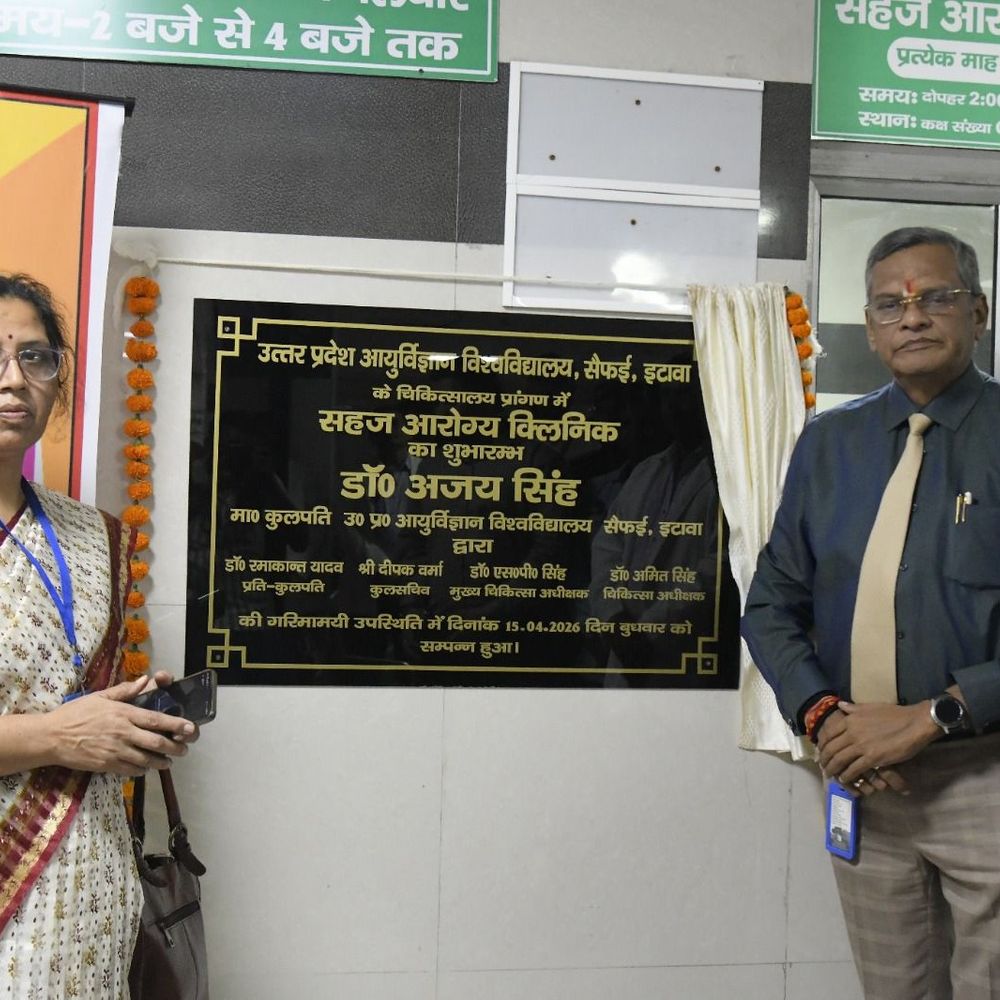 समय-2 बजे से 4 बजे तक
सहज
प्रत्येक माह
समय: दोपहर
स्थान: कक्ष संख्या
उत्तर प्रदेश आयुर्विज्ञान विश्वविद्यालय, सैफई, इटावा
के चिकित्सालय प्रांगण में
सहज आरोग्य क्लिनिक
का शुभारम्भ
डॉ0 अजय सिंह
मा0 कुलपति उ0 प्र0 आयुर्विज्ञान विश्वविद्यालय सैफई, इटावा
द्वारा
डॉ0 रमाकान्त यादव श्री दीपक वर्मा डॉ0 एस0पी0 सिंह डॉ0 अमित सिंह
प्रति-कुलपति कुलसचिव मुख्य चिकित्सा अधीक्षक चिकित्सा अधीक्षक
की गरिमामयी उपस्थिति में दिनांक 15.04.2026 दिन बुधवार को
सम्पन्न हुआ।